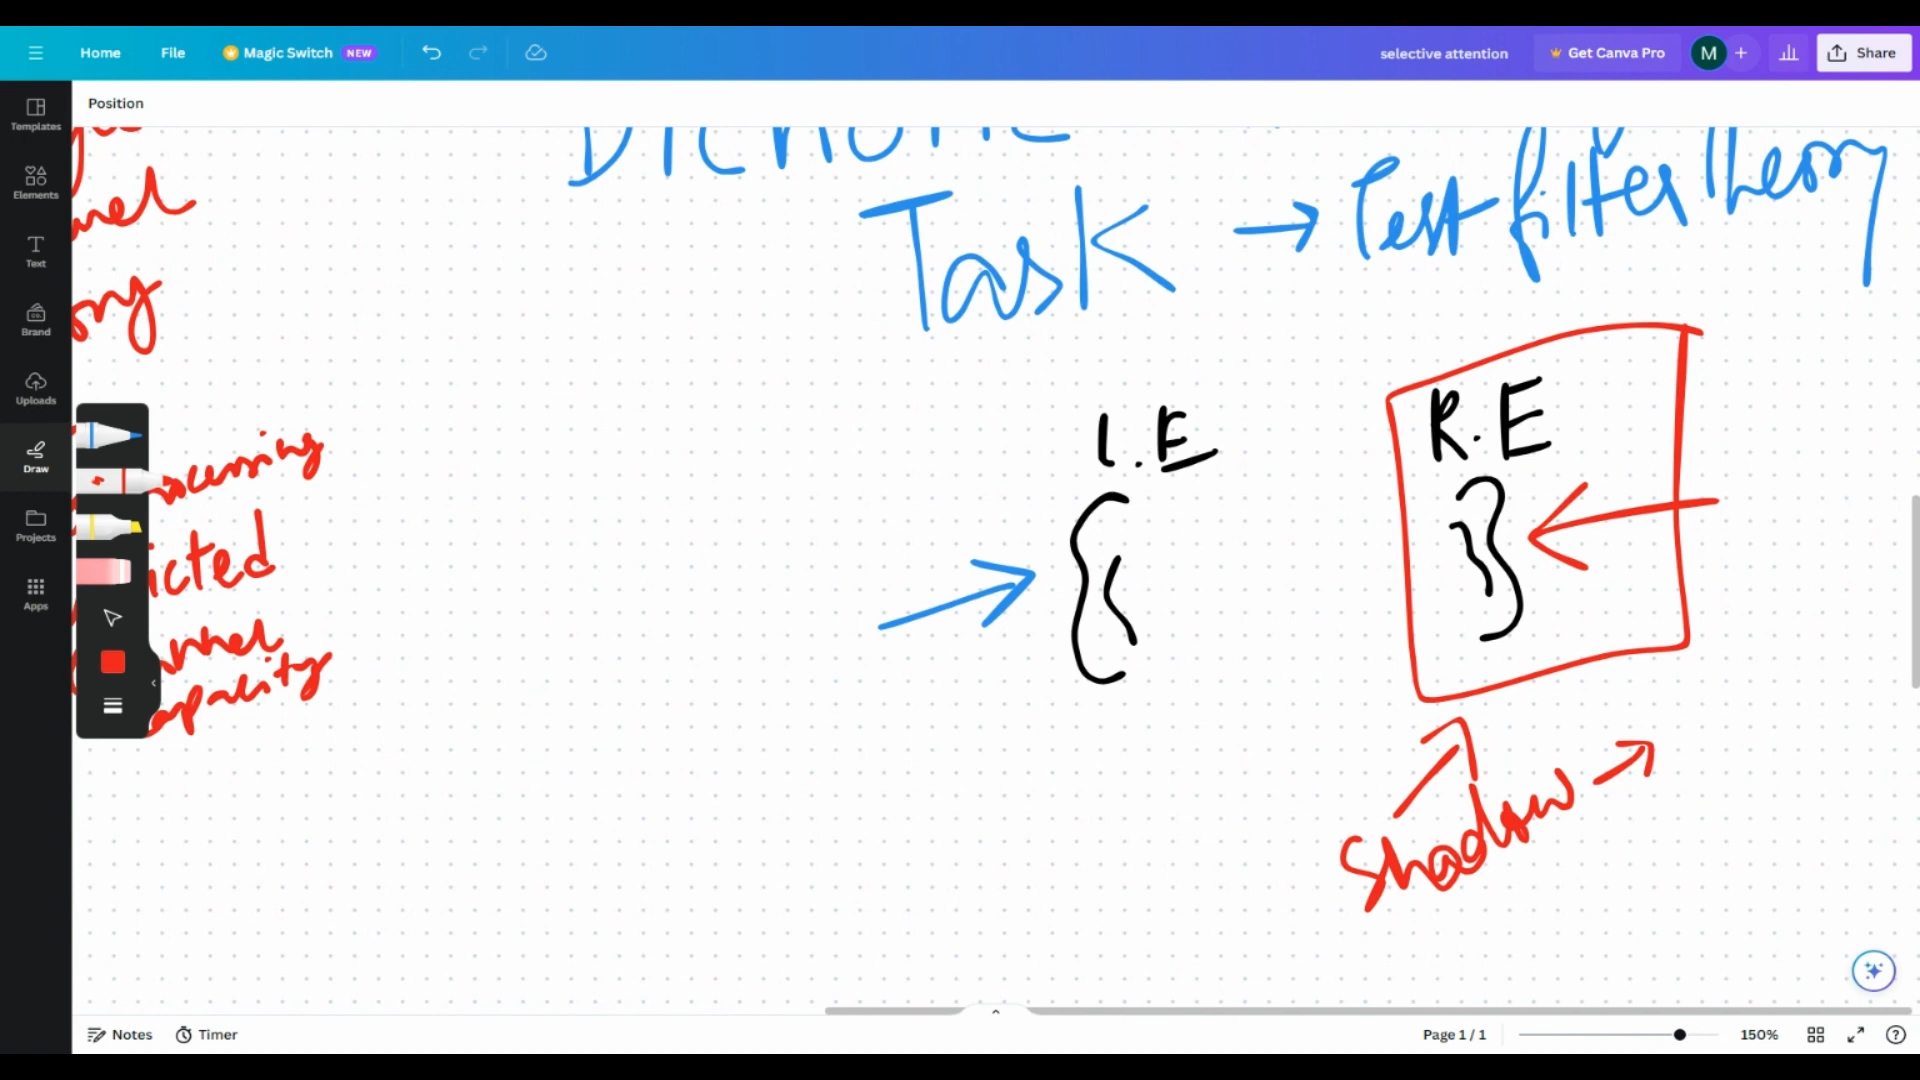 Home File Magic Switch NEW selective attention Get Canva Pro M + Share
Position
Templates
Elements
Text
Brand
Uploads
Draw
Projects
Apps
Task → Test filter Theory
L.E
R.E
Shadow →
Notes Timer Page 1 / 1 150%